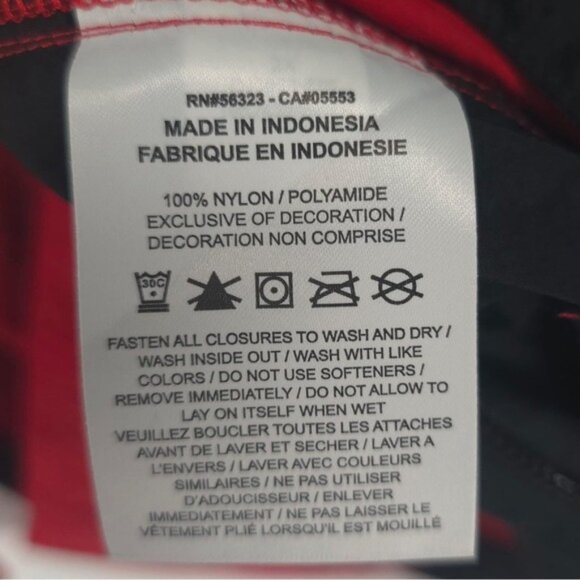 RN#56323 - CA#05553
MADE IN INDONESIA
FABRIQUE EN INDONESIE
100% NYLON / POLYAMIDE
EXCLUSIVE OF DECORATION /
DECORATION NON COMPRISE
30C
FASTEN ALL CLOSURES TO WASH AND DRY /
WASH INSIDE OUT / WASH WITH LIKE
COLORS / DO NOT USE SOFTENERS /
REMOVE IMMEDIATELY / DO NOT ALLOW TO
LAY ON ITSELF WHEN WET
VEUILLEZ BOUCLER TOUTES LES ATTACHES
AVANT DE LAVER ET SECHER / LAVER A
L'ENVERS / LAVER AVEC COULEURS
SIMILAIRES / NE PAS UTILISER
D'ADOUCISSEUR / ENLEVER
IMMEDIATEMENT / NE PAS LAISSER LE
VÊTEMENT PLIÉ LORSQU'IL EST MOUILLÉ